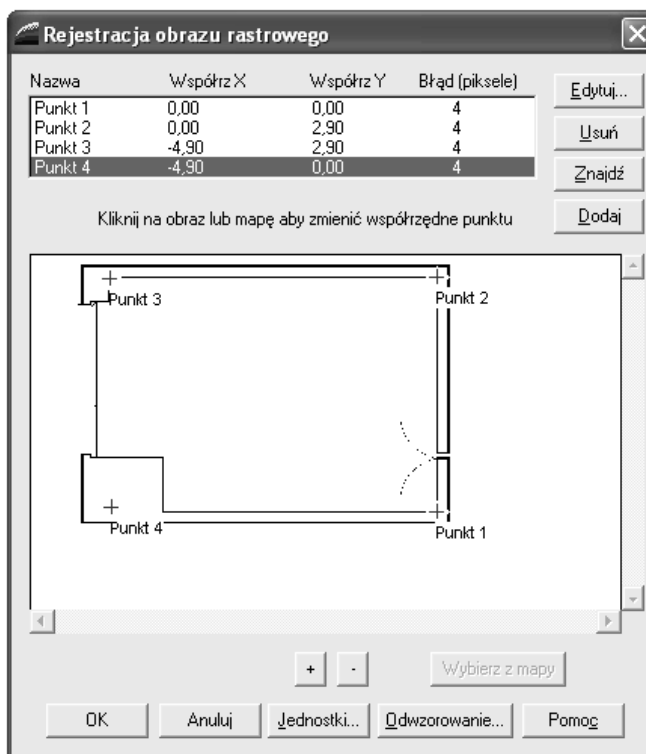 Rejestracja obrazu rastrowego
Nazwa Współrz X Współrz Y Błąd (piksele)
Punkt 1 0,00 0,00 4
Punkt 2 0,00 2,90 4
Punkt 3 -4,90 2,90 4
Punkt 4 -4,90 0,00 4
Edytuj...
Usuń
Znajdź
Dodaj
Kliknij na obraz lub mapę aby zmienić współrzędne punktu
Punkt 3
Punkt 2
Punkt 4
Punkt 1
+ -
Wybierz z mapy
OK Anuluj Jednostki... Odwzorowanie... Pomoc